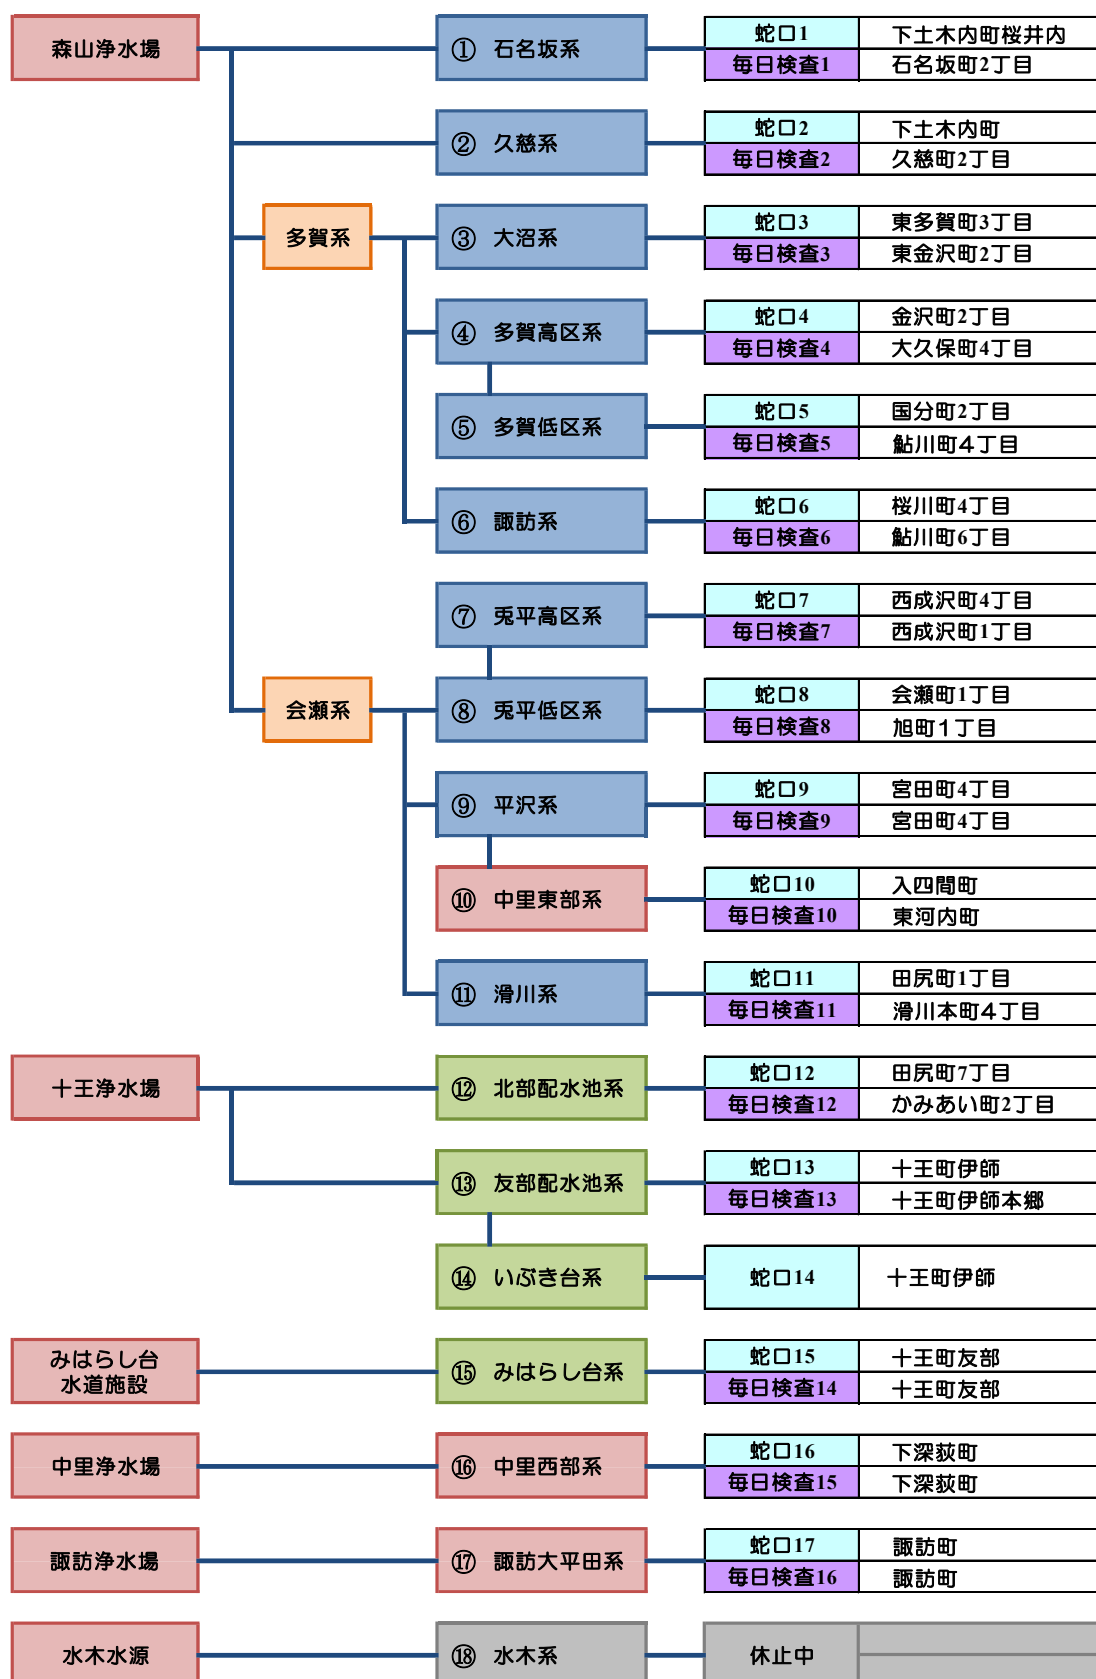 森山浄水場
① 石名坂系
蛇口1 下土木内町桜井内
毎日検査1 石名坂町2丁目
② 久慈系
蛇口2 下土木内町
毎日検査2 久慈町2丁目
多賀系
③ 大沼系
蛇口3 東多賀町3丁目
毎日検査3 東金沢町2丁目
④ 多賀高区系
蛇口4 金沢町2丁目
毎日検査4 大久保町4丁目
⑤ 多賀低区系
蛇口5 国分町2丁目
毎日検査5 鮎川町４丁目
⑥ 諏訪系
蛇口6 桜川町4丁目
毎日検査6 鮎川町6丁目
⑦ 兎平高区系
蛇口7 西成沢町4丁目
毎日検査7 西成沢町1丁目
会瀬系
⑧ 兎平低区系
蛇口8 会瀬町1丁目
毎日検査8 旭町１丁目
⑨ 平沢系
蛇口9 宮田町4丁目
毎日検査9 宮田町4丁目
⑩ 中里東部系
蛇口10 入四間町
毎日検査10 東河内町
⑪ 滑川系
蛇口11 田尻町1丁目
毎日検査11 滑川本町４丁目
十王浄水場
⑫ 北部配水池系
蛇口12 田尻町7丁目
毎日検査12 かみあい町2丁目
⑬ 友部配水池系
蛇口13 十王町伊師
毎日検査13 十王町伊師本郷
⑭ いぶき台系
蛇口14 十王町伊師
みはらし台
水道施設
⑮ みはらし台系
蛇口15 十王町友部
毎日検査14 十王町友部
中里浄水場
⑯ 中里西部系
蛇口16 下深荻町
毎日検査15 下深荻町
諏訪浄水場
⑰ 諏訪大平田系
蛇口17 諏訪町
毎日検査16 諏訪町
水木水源
⑱ 水木系
休止中